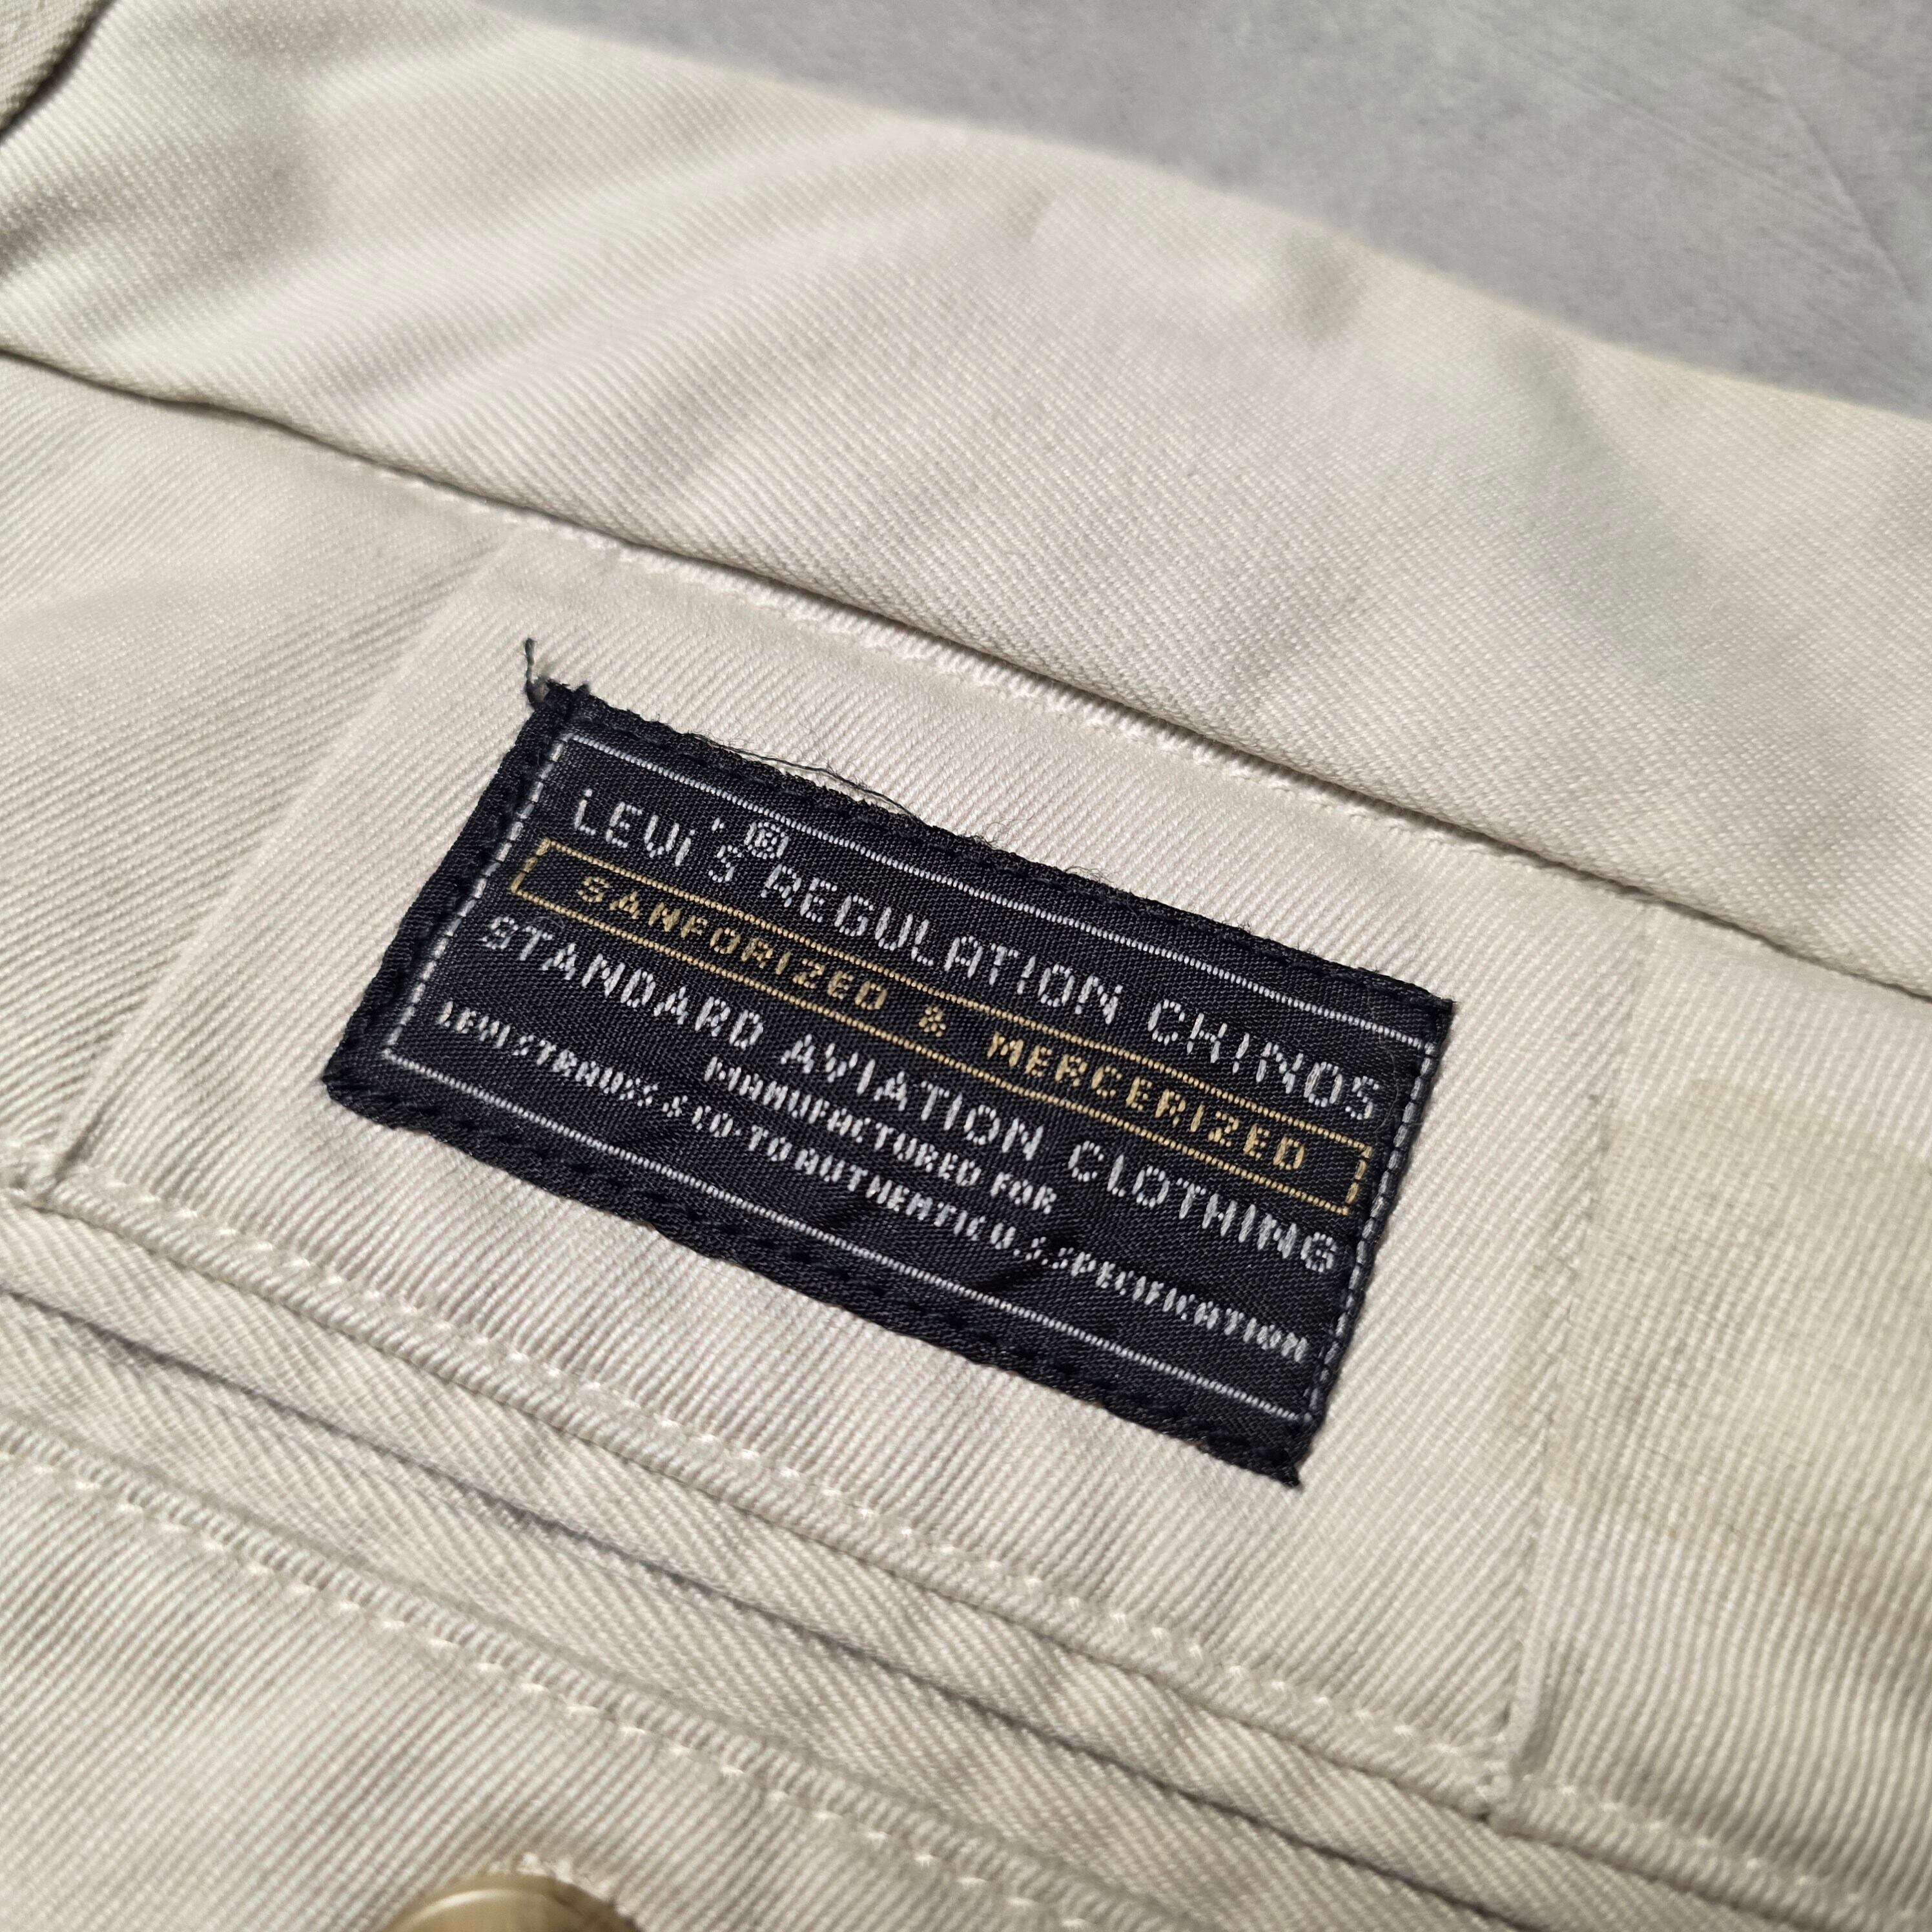 LEVi'S® REGULATION CHINOS
SANFORIZED & MERCERIZED
STANDARD AVIATION CLOTHING
MANUFACTURED FOR
LEVI STRAUSS & CO. TO AUTHENTIC U.S. SPECIFICATION